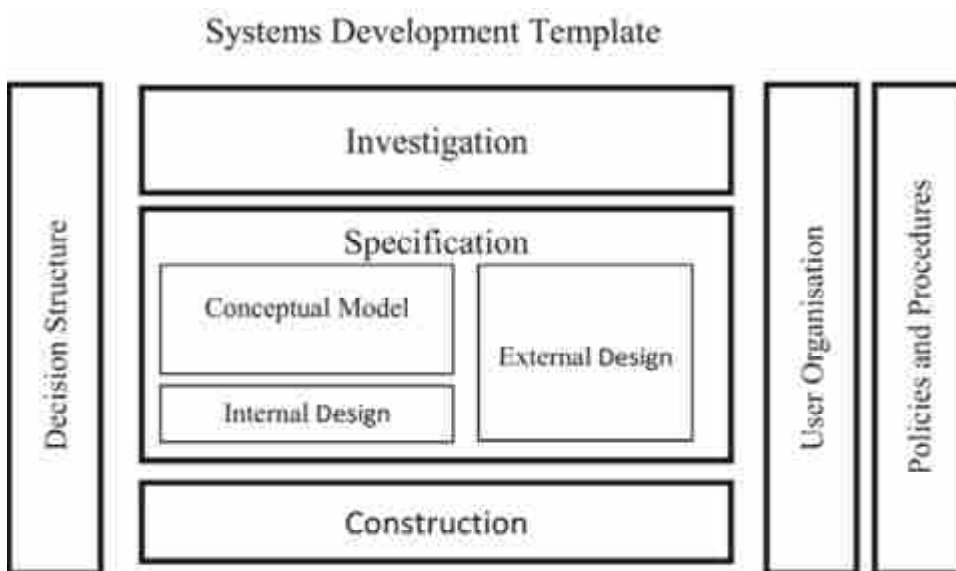 Systems Development Template
Decision Structure
Investigation
Specification
Conceptual Model
Internal Design
External Design
Construction
User Organisation
Policies and Procedures